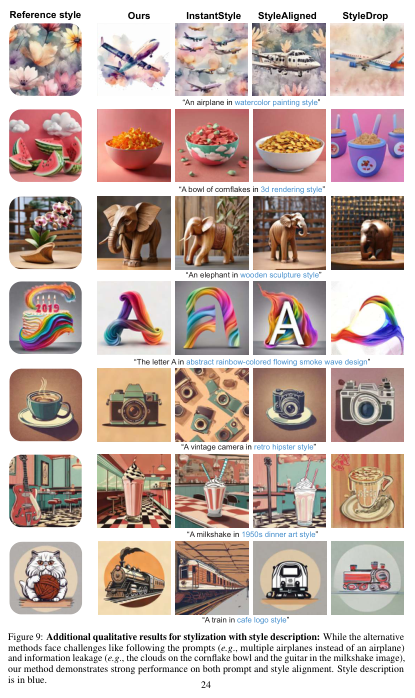 Reference style Ours InstantStyle StyleAligned StyleDrop
"An airplane in watercolor painting style"
"A bowl of cornflakes in 3d rendering style"
"An elephant in wooden sculpture style"
2019
A
"The letter A in abstract rainbow-colored flowing smoke wave design"
"A vintage camera in retro hipster style"
"A milkshake in 1950s dinner art style"
"A train in cafe logo style"
Figure 9: Additional qualitative results for stylization with style description: While the alternative
methods face challenges like following the prompts (e.g., multiple airplanes instead of an airplane)
and information leakage (e.g., the clouds on the cornflake bowl and the guitar in the milkshake image),
our method demonstrates strong performance on both prompt and style alignment. Style description
is in blue.
24